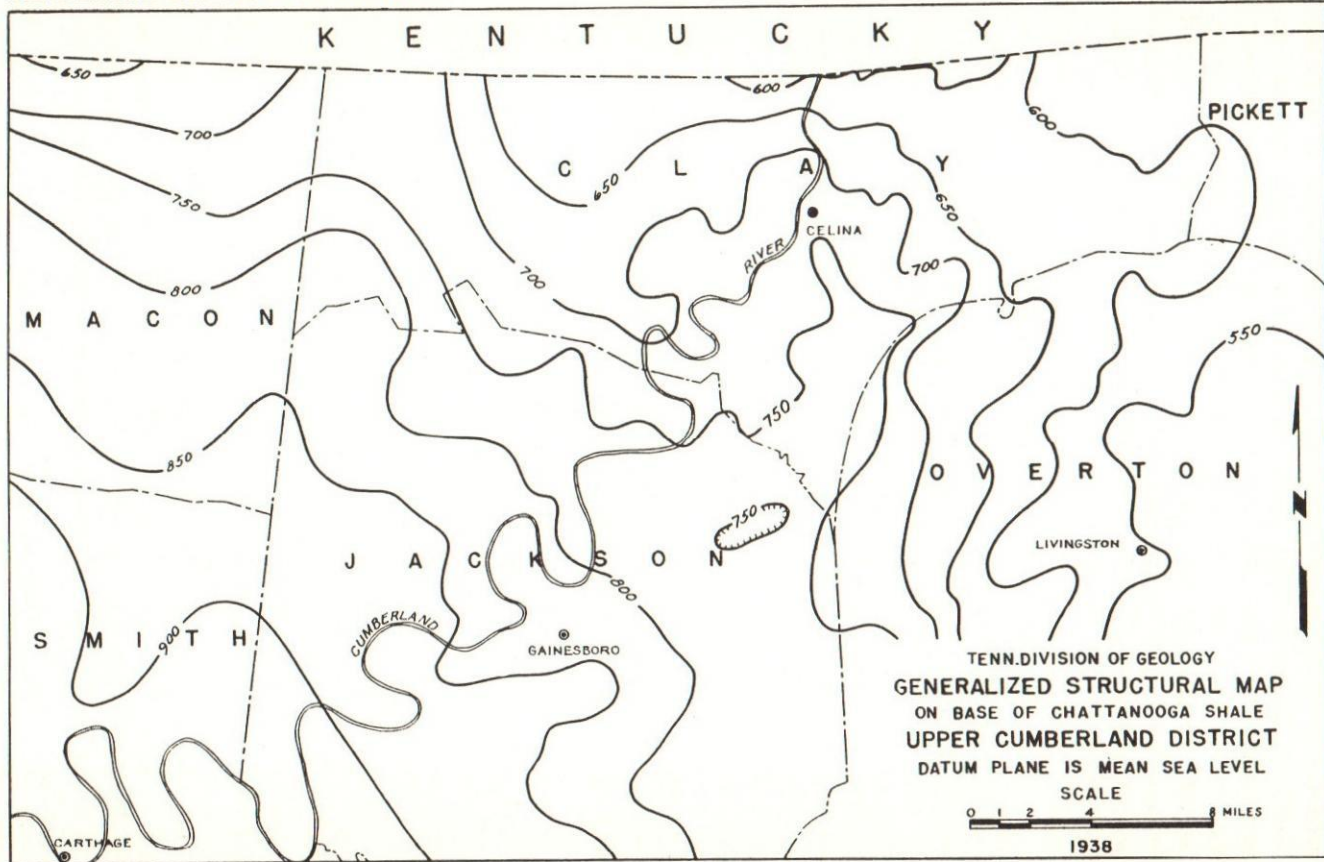 KENTUCKY
650
600
PICKETT
700
600
CLAY
650
750
650
CELINA
RIVER
700
700
800
MACON
550
750
850
OVERTON
750
LIVINGSTON
JACKSON
800
CUMBERLAND
SMITH
900
GAINESBORO
N
CARTHAGE
TENN. DIVISION OF GEOLOGY
GENERALIZED STRUCTURAL MAP
ON BASE OF CHATTANOOGA SHALE
UPPER CUMBERLAND DISTRICT
DATUM PLANE IS MEAN SEA LEVEL
SCALE
0 1 2 4 8 MILES
1938